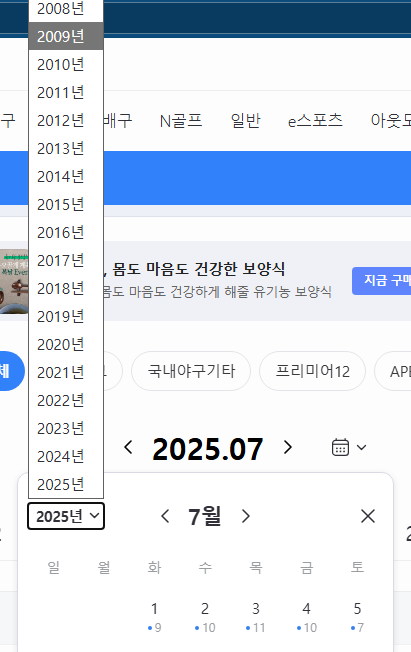 2008년
2009년
2010년
2011년
구
2012년
배구
N골프
일반
e스포츠
2013년
2014년
2015년
2016년
2017년
, 몸도 마음도 건강한 보양식
2018년
몸도 마음도 건강하게 해줄 유기농 보양식
지금 구매
2019년
2020년
2021년
체
국내야구기타
프리미어12
2022년
2023년
2024년
2025.07
2025년
2025년
7월
일 월 화 수 목 금 토
1 2 3 4 5
9 10 11 10 7